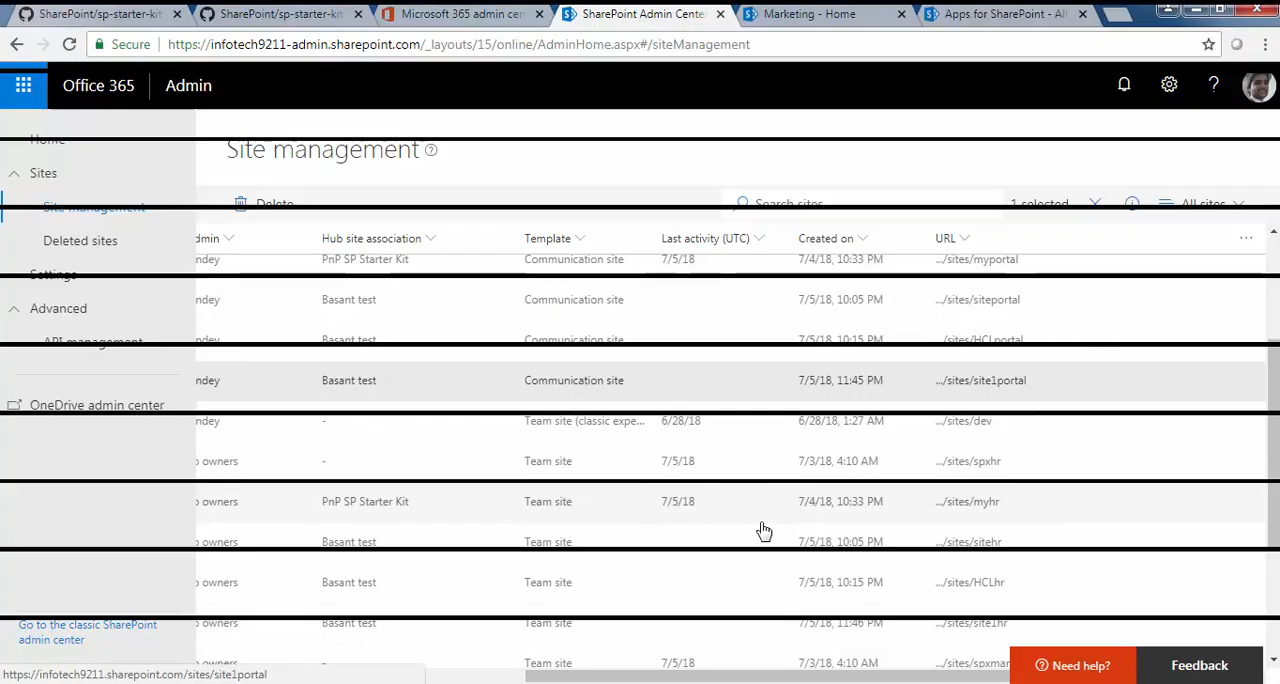 SharePoint/sp-starter-kit
SharePoint/sp-starter-kit
Microsoft 365 admin cen
SharePoint Admin Center
Marketing - Home
Apps for SharePoint - All
Secure
https://infotech9211-admin.sharepoint.com/_layouts/15/online/AdminHome.aspx#/siteManagement
Office 365
Admin
Home
Sites
Site management
Deleted sites
Settings
Advanced
API management
OneDrive admin center
Go to the classic SharePoint
admin center
Site management
Delete
Search sites
1 selected
All sites
dmin Hub site association Template Last activity (UTC) Created on URL
ndey PnP SP Starter Kit Communication site 7/5/18 7/4/18, 10:33 PM .../sites/myportal
ndey Basant test Communication site 7/5/18, 10:05 PM .../sites/siteportal
ndey Basant test Communication site 7/5/18, 10:15 PM .../sites/HCLportal
ndey Basant test Communication site 7/5/18, 11:45 PM .../sites/site1portal
ndey - Team site (classic expe... 6/28/18 6/28/18, 1:27 AM .../sites/dev
o owners - Team site 7/5/18 7/3/18, 4:10 AM .../sites/spxhr
o owners PnP SP Starter Kit Team site 7/5/18 7/4/18, 10:33 PM .../sites/myhr
o owners Basant test Team site 7/5/18, 10:05 PM .../sites/sitehr
o owners Basant test Team site 7/5/18, 10:15 PM .../sites/HCLhr
o owners Basant test Team site 7/5/18, 11:46 PM .../sites/site1hr
o owners Team site 7/5/18 7/3/18, 4:10 AM .../sites/spxmar
Need help?
Feedback
https://infotech9211.sharepoint.com/sites/site1portal